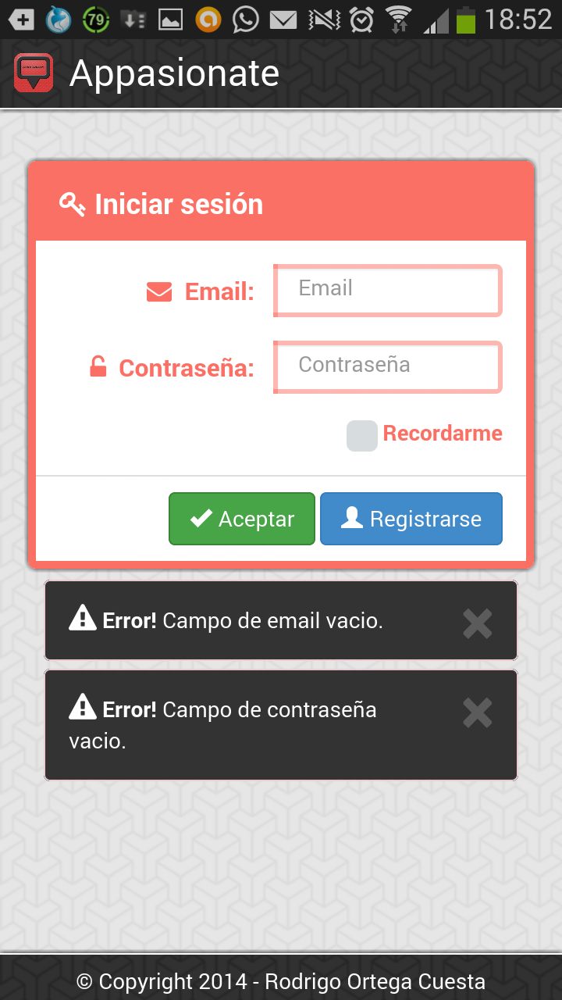 79
18:52
Appasionate
Iniciar sesión
Email:
Email
Contraseña:
Contraseña
Recordarme
Aceptar
Registrarse
Error! Campo de email vacio.
Error! Campo de contraseña
vacio.
© Copyright 2014 - Rodrigo Ortega Cuesta